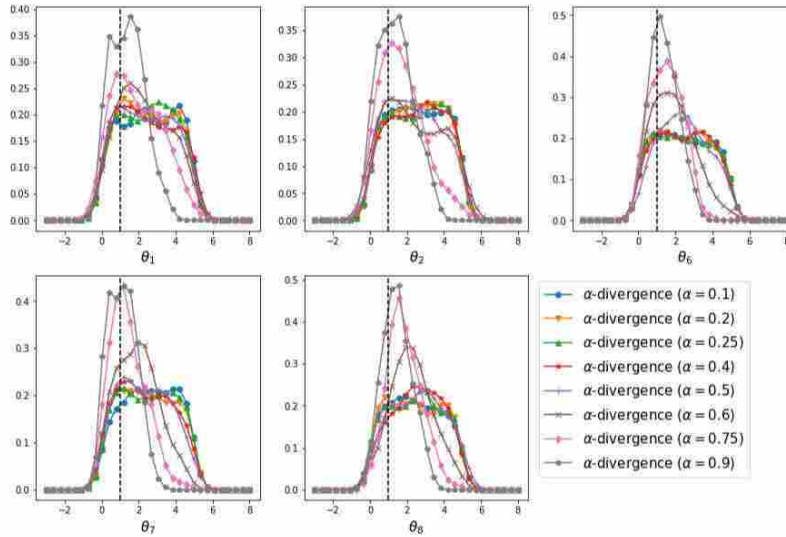 0.40
0.35
0.30
0.25
0.20
0.15
0.10
0.05
0.00
−2 0 2 4 6 8
θ1
0.35
0.30
0.25
0.20
0.15
0.10
0.05
0.00
−2 0 2 4 6 8
θ2
0.5
0.4
0.3
0.2
0.1
0.0
−2 0 2 4 6 8
θ6
0.4
0.3
0.2
0.1
0.0
−2 0 2 4 6 8
θ7
0.5
0.4
0.3
0.2
0.1
0.0
−2 0 2 4 6 8
θ8
α-divergence (α = 0.1)
α-divergence (α = 0.2)
α-divergence (α = 0.25)
α-divergence (α = 0.4)
α-divergence (α = 0.5)
α-divergence (α = 0.6)
α-divergence (α = 0.75)
α-divergence (α = 0.9)